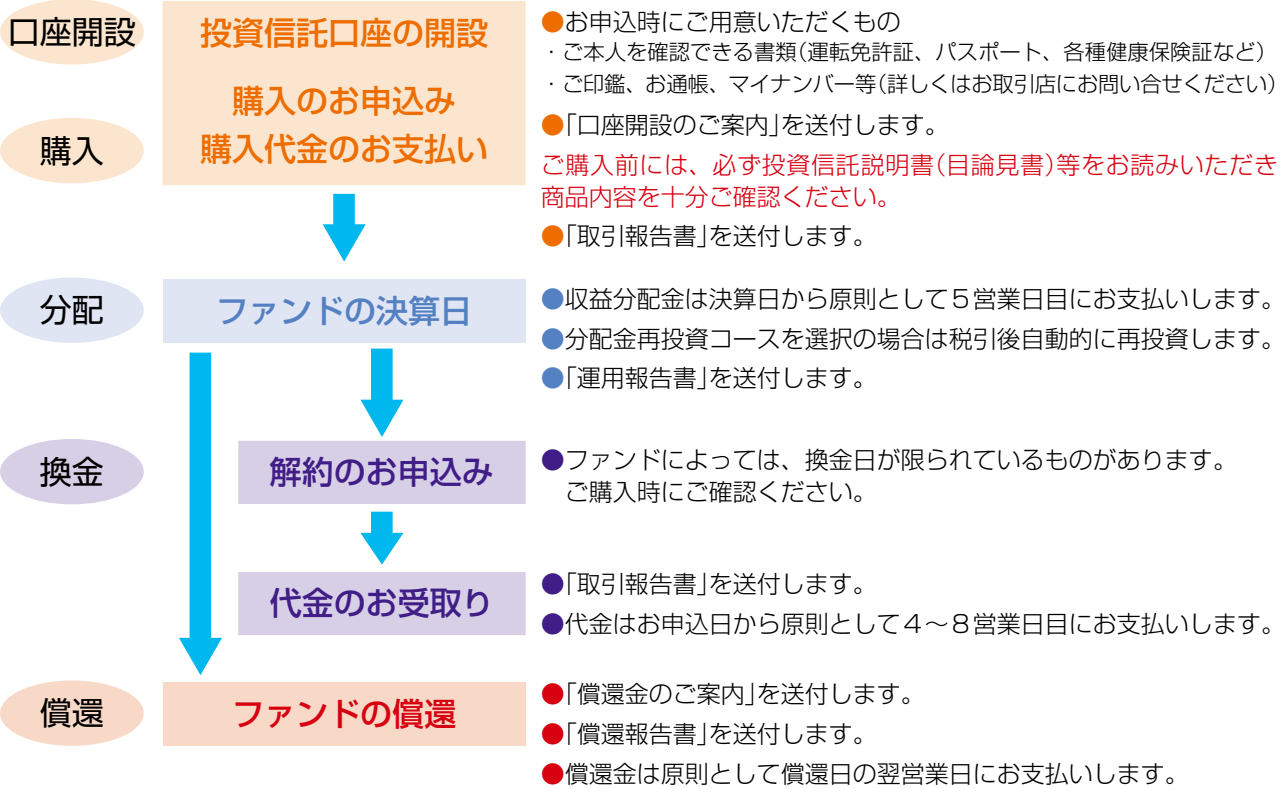 口座開設
投資信託口座の開設
●お申込時にご用意いただくもの
・ご本人を確認できる書類(運転免許証、パスポート、各種健康保険証など)
・ご印鑑、お通帳、マイナンバー等(詳しくはお取引店にお問い合せください)
購入
購入のお申込み
購入代金のお支払い
●「口座開設のご案内」を送付します。
ご購入前には、必ず投資信託説明書(目論見書)等をお読みいただき
商品内容を十分ご確認ください。
●「取引報告書」を送付します。
分配
ファンドの決算日
●収益分配金は決算日から原則として５営業日目にお支払いします。
●分配金再投資コースを選択の場合は税引後自動的に再投資します。
●「運用報告書」を送付します。
換金
解約のお申込み
●ファンドによっては、換金日が限られているものがあります。
ご購入時にご確認ください。
代金のお受取り
●「取引報告書」を送付します。
●代金はお申込日から原則として４～８営業日目にお支払いします。
償還
ファンドの償還
●「償還金のご案内」を送付します。
●「償還報告書」を送付します。
●償還金は原則として償還日の翌営業日にお支払いします。